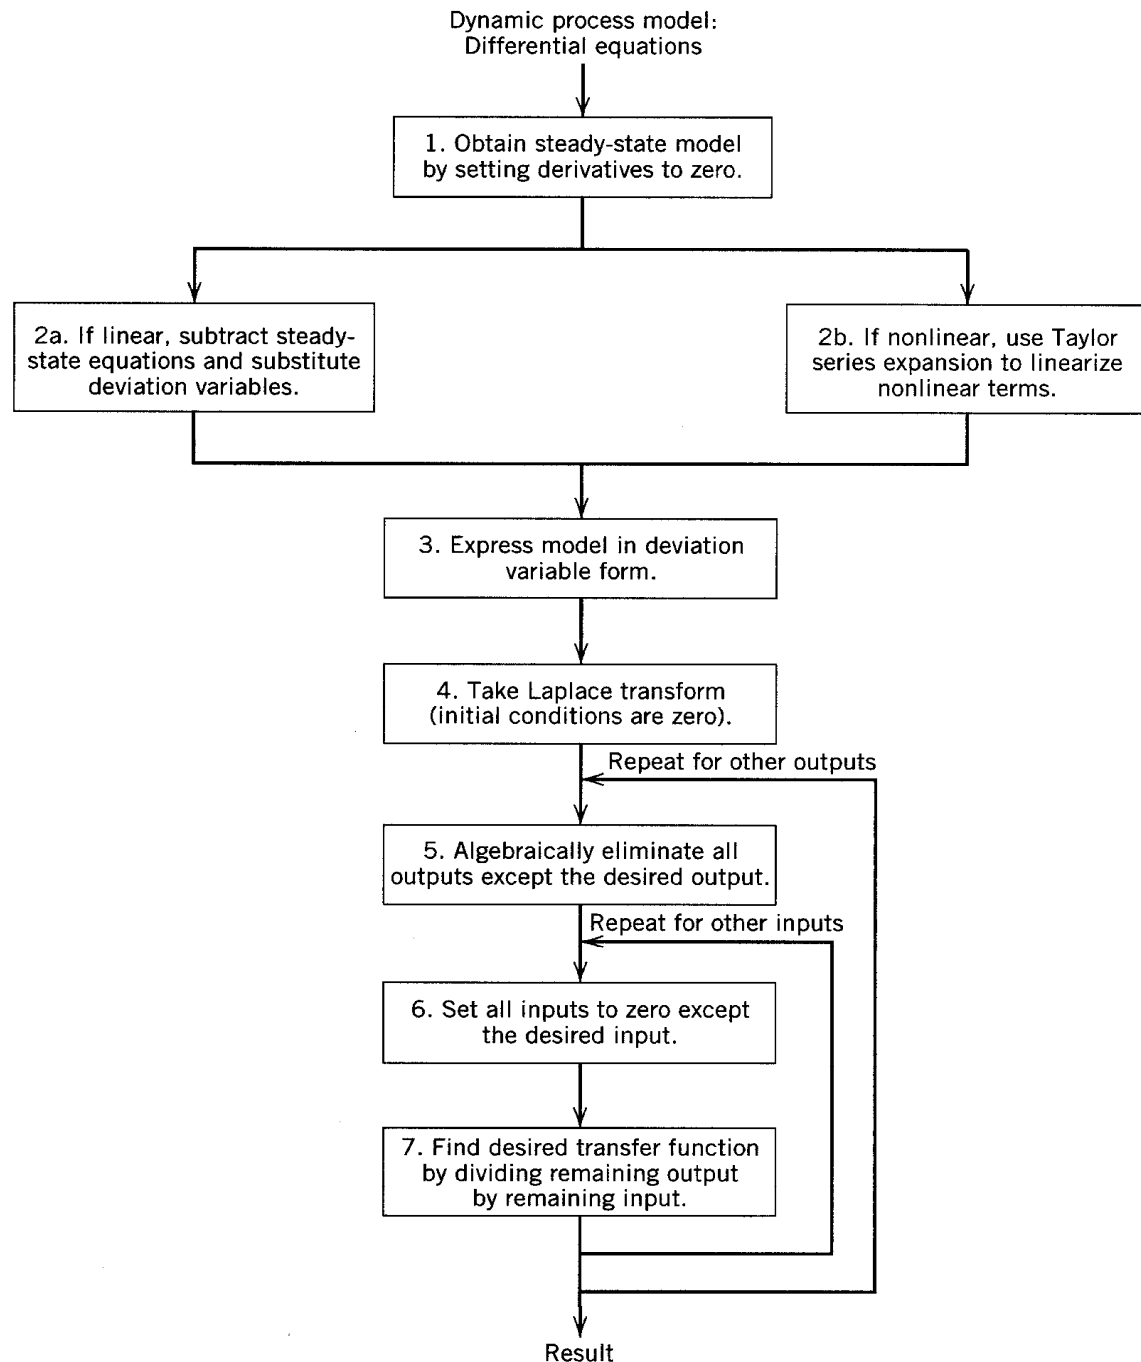 Dynamic process model:
Differential equations
1. Obtain steady-state model
by setting derivatives to zero.
2a. If linear, subtract steady-
state equations and substitute
deviation variables.
2b. If nonlinear, use Taylor
series expansion to linearize
nonlinear terms.
3. Express model in deviation
variable form.
4. Take Laplace transform
(initial conditions are zero).
Repeat for other outputs
5. Algebraically eliminate all
outputs except the desired output.
Repeat for other inputs
6. Set all inputs to zero except
the desired input.
7. Find desired transfer function
by dividing remaining output
by remaining input.
Result